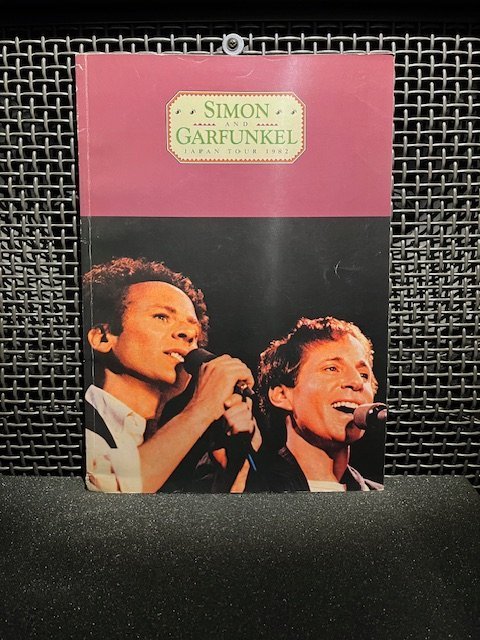 SIMON
AND
GARFUNKEL
JAPAN TOUR 1982